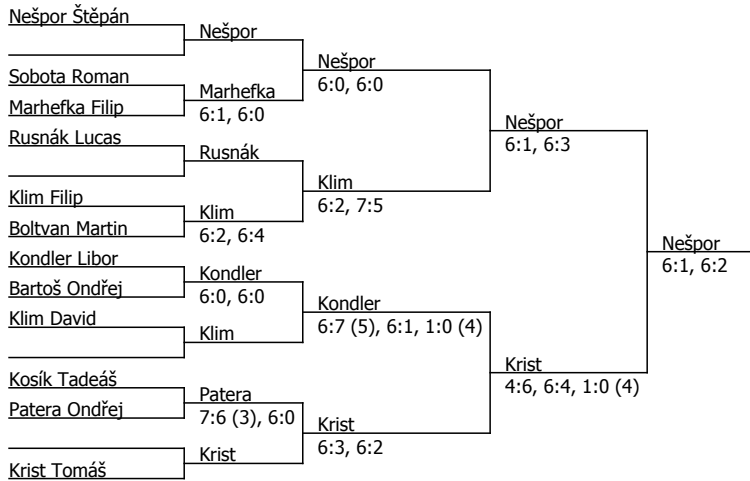 Nešpor Štěpán
Nešpor
Nešpor
6:0, 6:0
Sobota Roman
Marhefka
6:1, 6:0
Marhefka Filip
Nešpor
6:1, 6:3
Rusnák Lucas
Rusnák
Klim
6:2, 7:5
Klim Filip
Klim
6:2, 6:4
Boltvan Martin
Nešpor
6:1, 6:2
Kondler Libor
Kondler
6:0, 6:0
Bartoš Ondřej
Kondler
6:7 (5), 6:1, 1:0 (4)
Klim David
Klim
Krist
4:6, 6:4, 1:0 (4)
Kosík Tadeáš
Patera
7:6 (3), 6:0
Patera Ondřej
Krist
6:3, 6:2
Krist
Krist Tomáš